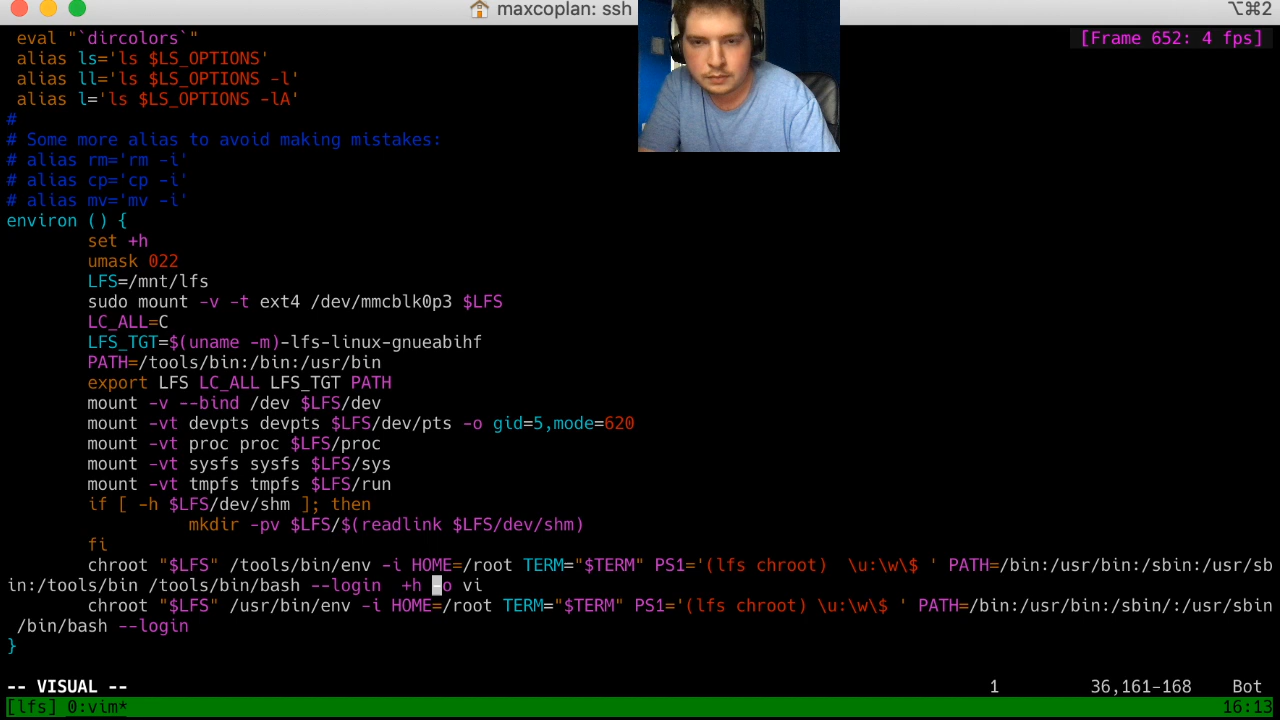 maxcoplan: ssh
⌥⌘2
eval "`dircolors`"
[Frame 652: 4 fps]
alias ls='ls $LS_OPTIONS'
alias ll='ls $LS_OPTIONS -l'
alias l='ls $LS_OPTIONS -lA'
#
# Some more alias to avoid making mistakes:
# alias rm='rm -i'
# alias cp='cp -i'
# alias mv='mv -i'
environ () {
set +h
umask 022
LFS=/mnt/lfs
sudo mount -v -t ext4 /dev/mmcblk0p3 $LFS
LC_ALL=C
LFS_TGT=$(uname -m)-lfs-linux-gnueabihf
PATH=/tools/bin:/bin:/usr/bin
export LFS LC_ALL LFS_TGT PATH
mount -v --bind /dev $LFS/dev
mount -vt devpts devpts $LFS/dev/pts -o gid=5,mode=620
mount -vt proc proc $LFS/proc
mount -vt sysfs sysfs $LFS/sys
mount -vt tmpfs tmpfs $LFS/run
if [ -h $LFS/dev/shm ]; then
mkdir -pv $LFS/$(readlink $LFS/dev/shm)
fi
chroot "$LFS" /tools/bin/env -i HOME=/root TERM="$TERM" PS1='(lfs chroot)  \u:\w\$ ' PATH=/bin:/usr/bin:/sbin:/usr/sb
in:/tools/bin /tools/bin/bash --login  +h -o vi
chroot "$LFS" /usr/bin/env -i HOME=/root TERM="$TERM" PS1='(lfs chroot) \u:\w\$ ' PATH=/bin:/usr/bin:/sbin/:/usr/sbin
/bin/bash --login
}
-- VISUAL --
1
36,161-168
Bot
[lfs] 0:vim*
16:13